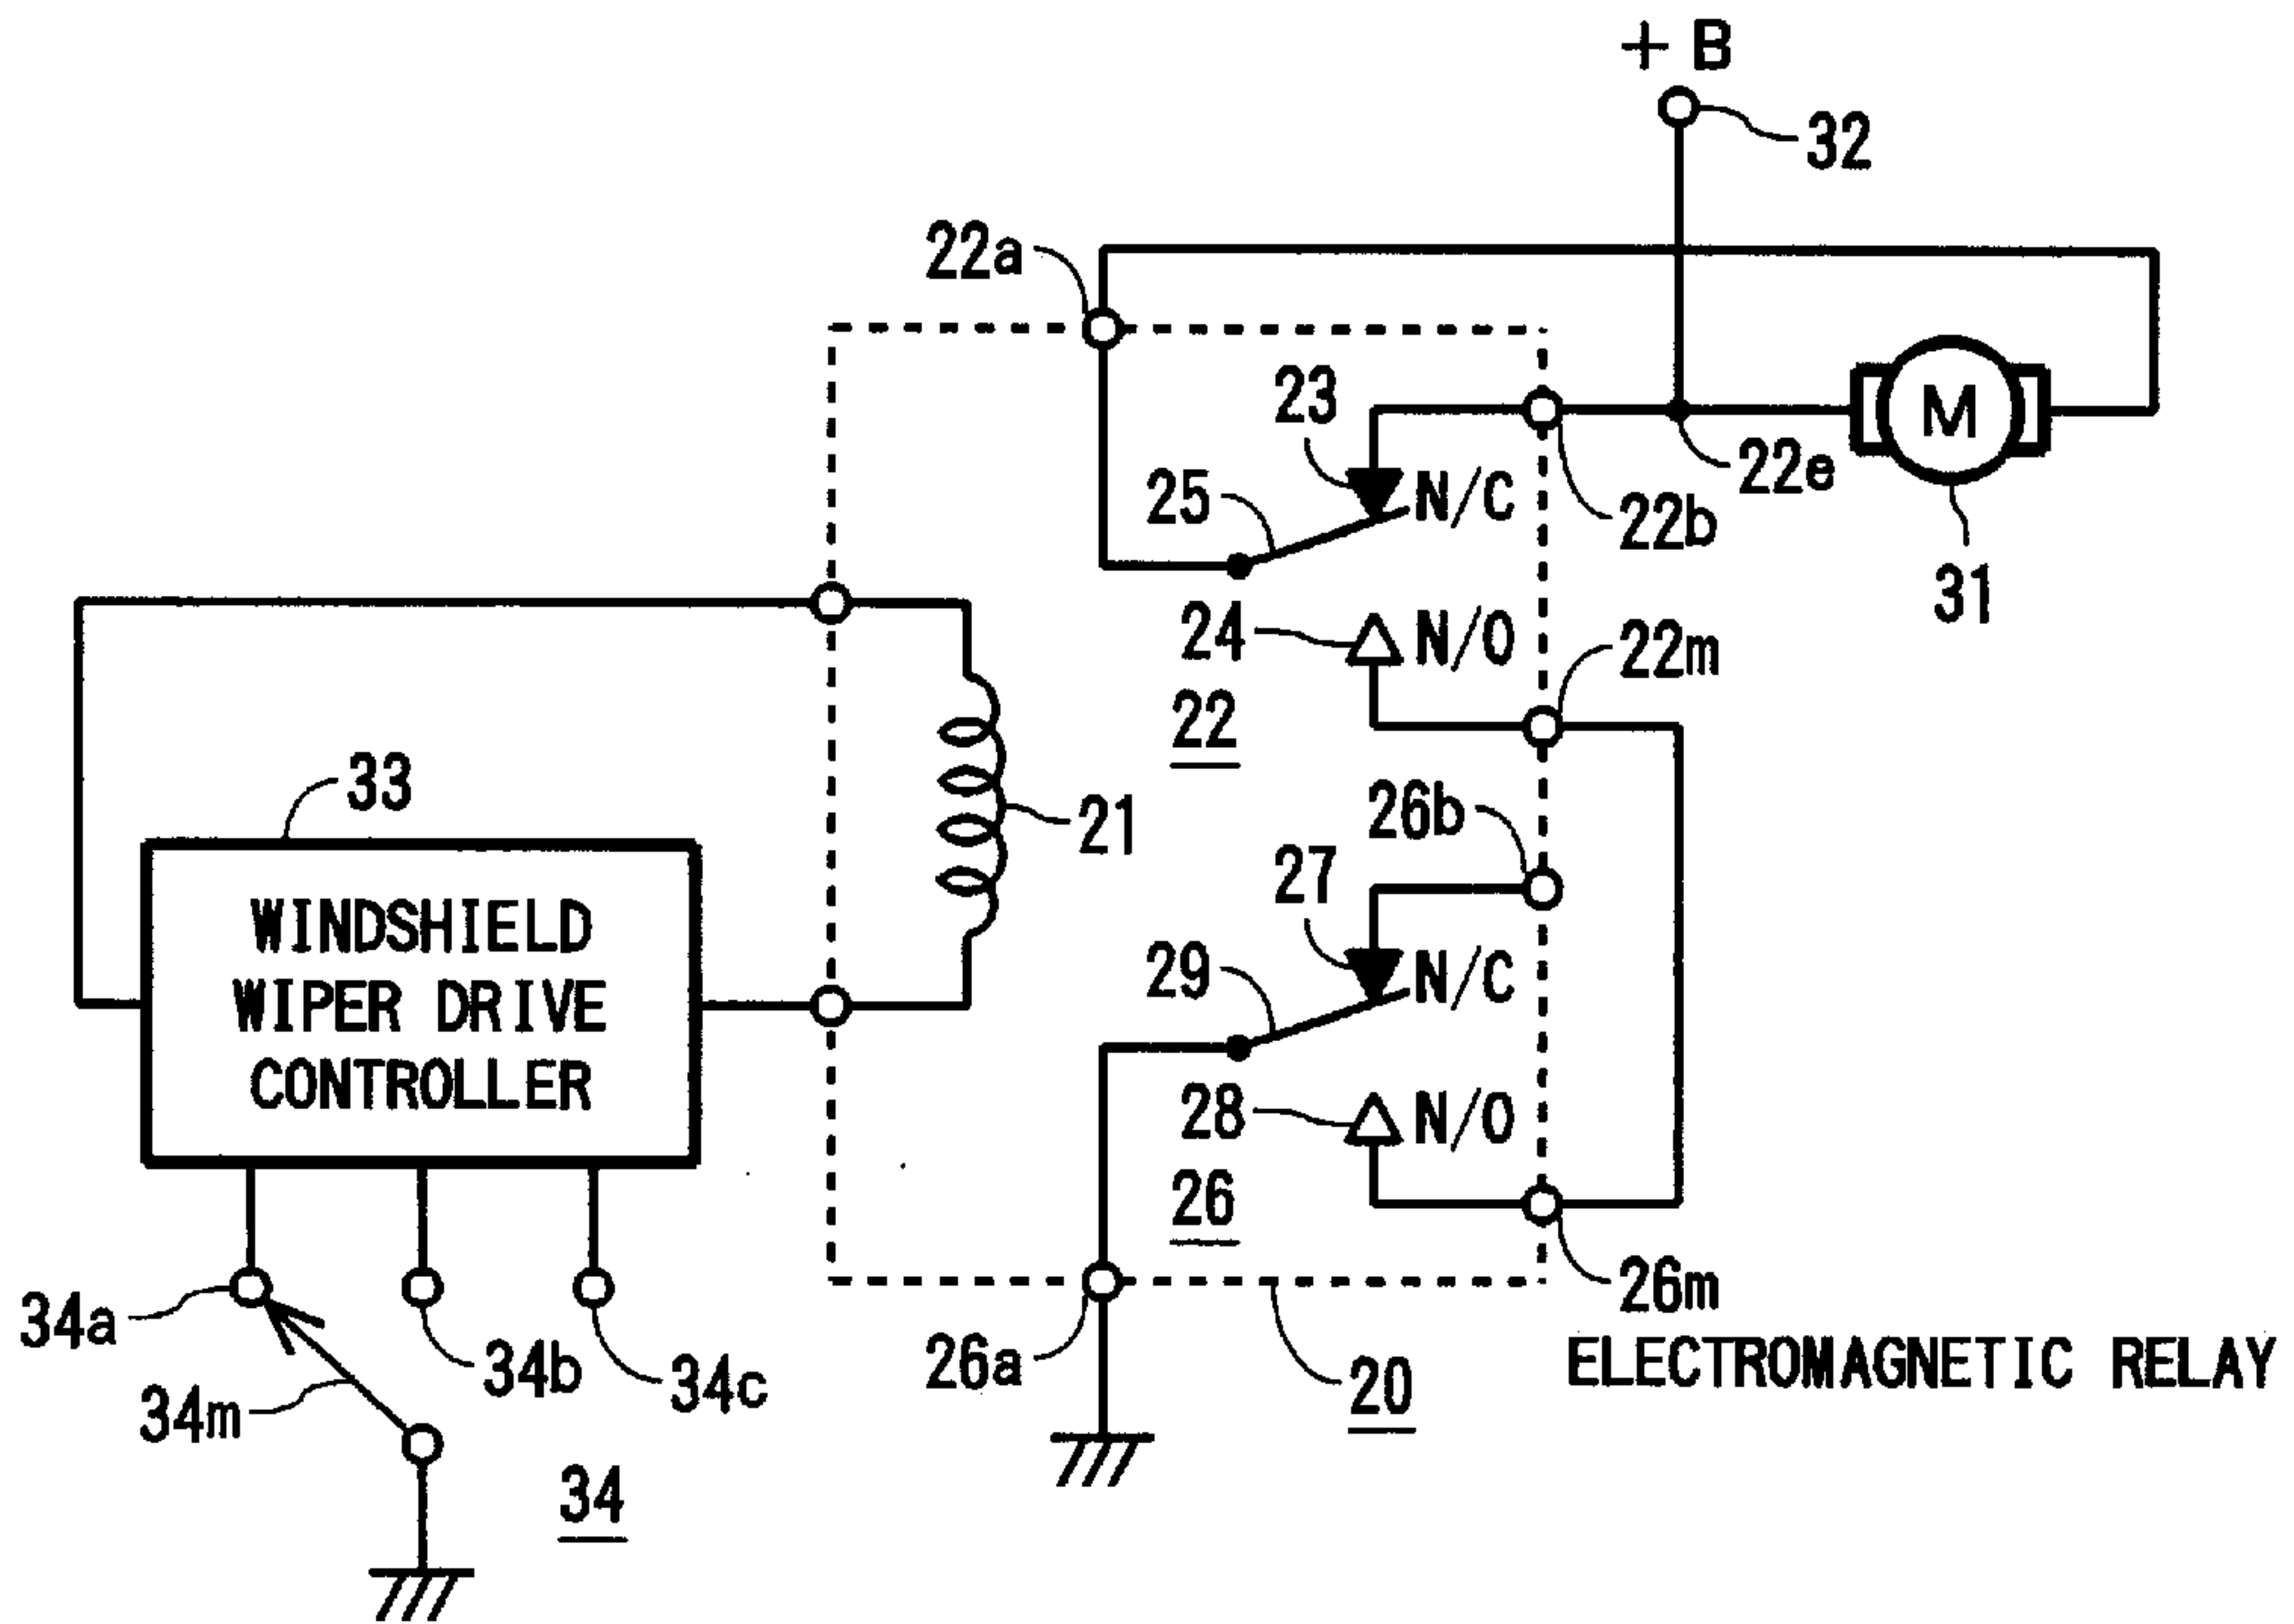 + B
32
22a
23
N/C
22e
25
22b
31
24
N/O
22m
22
33
26b
21
27
WINDSHIELD
WIPER DRIVE
CONTROLLER
M
29
N/C
28
N/O
26
26m
34a
34b
34c
26a
20
ELECTROMAGNETIC RELAY
34m
34